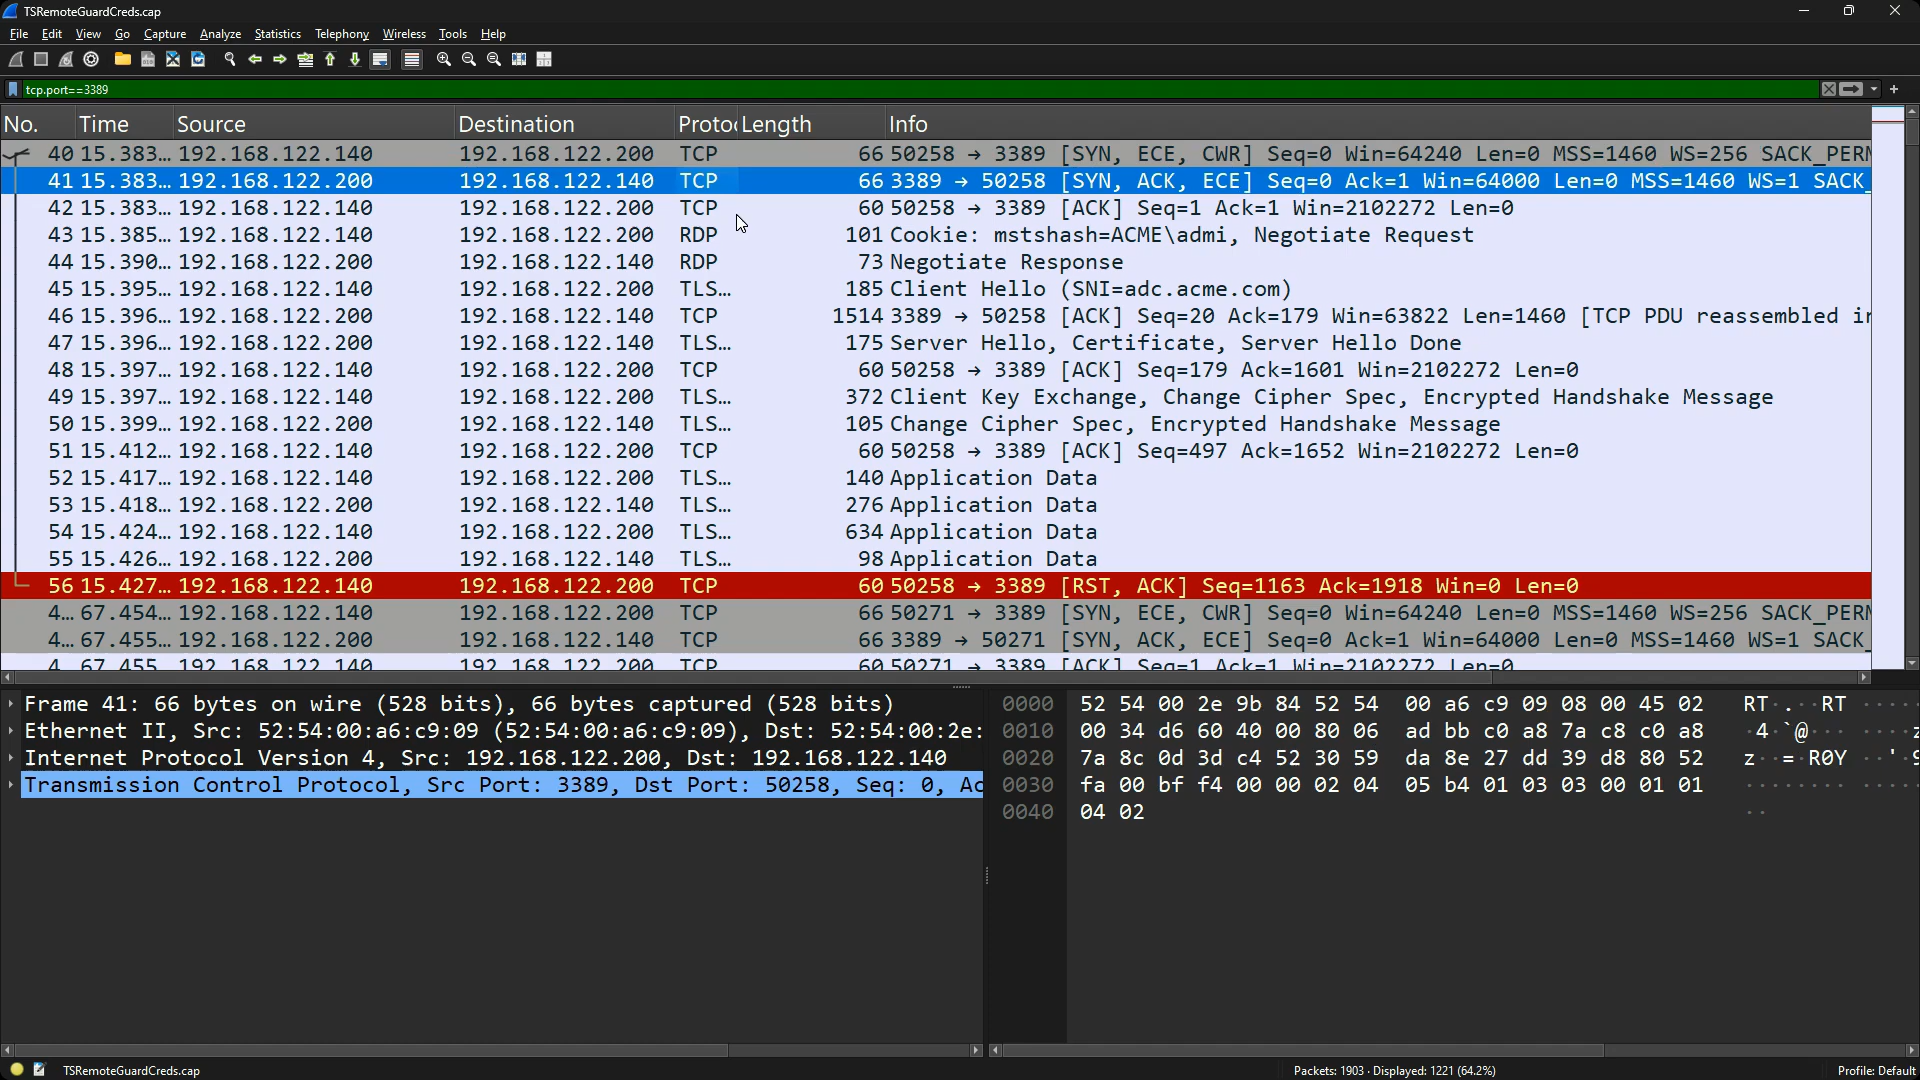 TSRemoteGuardCreds.cap
File Edit View Go Capture Analyze Statistics Telephony Wireless Tools Help
tcp.port==3389
No. Time Source Destination Protoc Length Info
40 15.383… 192.168.122.140 192.168.122.200 TCP 66 50258 → 3389 [SYN, ECE, CWR] Seq=0 Win=64240 Len=0 MSS=1460 WS=256 SACK_PERM
41 15.383… 192.168.122.200 192.168.122.140 TCP 66 3389 → 50258 [SYN, ACK, ECE] Seq=0 Ack=1 Win=64000 Len=0 MSS=1460 WS=1 SACK_
42 15.383… 192.168.122.140 192.168.122.200 TCP 60 50258 → 3389 [ACK] Seq=1 Ack=1 Win=2102272 Len=0
43 15.385… 192.168.122.140 192.168.122.200 RDP 101 Cookie: mstshash=ACME\admi, Negotiate Request
44 15.390… 192.168.122.200 192.168.122.140 RDP 73 Negotiate Response
45 15.395… 192.168.122.140 192.168.122.200 TLS… 185 Client Hello (SNI=adc.acme.com)
46 15.396… 192.168.122.200 192.168.122.140 TCP 1514 3389 → 50258 [ACK] Seq=20 Ack=179 Win=63822 Len=1460 [TCP PDU reassembled in
47 15.396… 192.168.122.200 192.168.122.140 TLS… 175 Server Hello, Certificate, Server Hello Done
48 15.397… 192.168.122.140 192.168.122.200 TCP 60 50258 → 3389 [ACK] Seq=179 Ack=1601 Win=2102272 Len=0
49 15.397… 192.168.122.140 192.168.122.200 TLS… 372 Client Key Exchange, Change Cipher Spec, Encrypted Handshake Message
50 15.399… 192.168.122.200 192.168.122.140 TLS… 105 Change Cipher Spec, Encrypted Handshake Message
51 15.412… 192.168.122.140 192.168.122.200 TCP 60 50258 → 3389 [ACK] Seq=497 Ack=1652 Win=2102272 Len=0
52 15.417… 192.168.122.140 192.168.122.200 TLS… 140 Application Data
53 15.418… 192.168.122.200 192.168.122.140 TLS… 276 Application Data
54 15.424… 192.168.122.140 192.168.122.200 TLS… 634 Application Data
55 15.426… 192.168.122.200 192.168.122.140 TLS… 98 Application Data
56 15.427… 192.168.122.140 192.168.122.200 TCP 60 50258 → 3389 [RST, ACK] Seq=1163 Ack=1918 Win=0 Len=0
4… 67.454… 192.168.122.140 192.168.122.200 TCP 66 50271 → 3389 [SYN, ECE, CWR] Seq=0 Win=64240 Len=0 MSS=1460 WS=256 SACK_PERM
4… 67.455… 192.168.122.200 192.168.122.140 TCP 66 3389 → 50271 [SYN, ACK, ECE] Seq=0 Ack=1 Win=64000 Len=0 MSS=1460 WS=1 SACK_
4… 67.455… 192.168.122.140 192.168.122.200 TCP 60 50271 → 3389 [ACK] Seq=1 Ack=1 Win=2102272 Len=0
Frame 41: 66 bytes on wire (528 bits), 66 bytes captured (528 bits)
Ethernet II, Src: 52:54:00:a6:c9:09 (52:54:00:a6:c9:09), Dst: 52:54:00:2e:
Internet Protocol Version 4, Src: 192.168.122.200, Dst: 192.168.122.140
Transmission Control Protocol, Src Port: 3389, Dst Port: 50258, Seq: 0, Ac
0000 52 54 00 2e 9b 84 52 54 00 a6 c9 09 08 00 45 02 RT·.··RT ·····
0010 00 34 d6 60 40 00 80 06 ad bb c0 a8 7a c8 c0 a8 ·4·`@··· ····z
0020 7a 8c 0d 3d c4 52 30 59 da 8e 27 dd 39 d8 80 52 z··=·R0Y ··'·9
0030 fa 00 bf f4 00 00 02 04 05 b4 01 03 03 00 01 01 ········ ·····
0040 04 02 ··
TSRemoteGuardCreds.cap
Packets: 1903 · Displayed: 1221 (64.2%)
Profile: Default